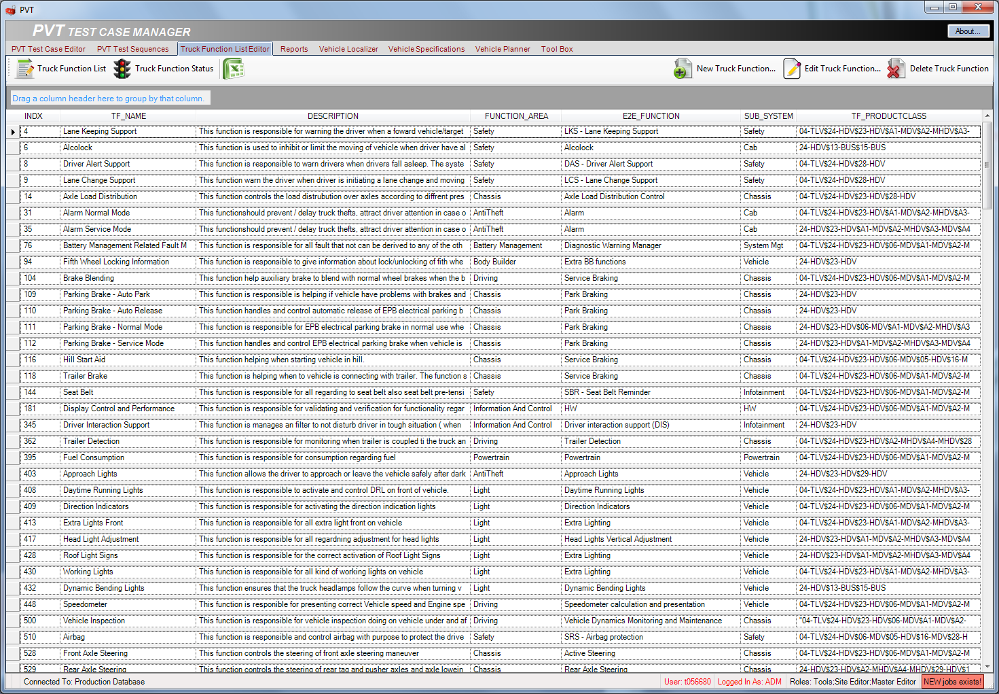 PVT
PVT TEST CASE MANAGER
About...
PVT Test Case Editor PVT Test Sequences Truck Function List Editor Reports Vehicle Localizer Vehicle Specifications Vehicle Planner Tool Box
Truck Function List Truck Function Status New Truck Function... Edit Truck Function... Delete Truck Function
Drag a column header here to group by that column.
INDX TF_NAME DESCRIPTION FUNCTION_AREA E2E_FUNCTION SUB_SYSTEM TF_PRODUCTCLASS
4 Lane Keeping Support This function is responsible for warning the driver when a foward vehicle/target Safety LKS - Lane Keeping Support Safety 04-TLV$24-HDV$23-HDV$A1-MDV$A2-MHDV$A3-
6 Alcolock This function is used to inhibit or limit the moving of vehicle when driver have al Safety Alcolock Cab 24-HDV$13-BUS$15-BUS
8 Driver Alert Support This function is responsible to warn drivers when drivers fall asleep. The syste Safety DAS - Driver Alert Support Safety 04-TLV$24-HDV$28-HDV
9 Lane Change Support This function warn the driver when driver is initiating a lane change and moving Safety LCS - Lane Change Support Safety 04-TLV$24-HDV$28-HDV
14 Axle Load Distribution This function controls the load distrubution over axles according to diffrent pres Chassis Axle Load Distribution Control Chassis 04-TLV$24-HDV$23-HDV$28-HDV
31 Alarm Normal Mode This functionshould prevent / delay truck thefts, attract driver attention in case o AntiTheft Alarm Cab 04-TLV$24-HDV$23-HDV$A1-MDV$A2-MHDV$A3-
35 Alarm Service Mode This functionshould prevent / delay truck thefts, attract driver attention in case o AntiTheft Alarm Cab 24-HDV$23-HDV$A1-MDV$A2-MHDV$A3-MDV$A4
76 Battery Management Related Fault M This function is responsible for all fault that not can be derived to any of the oth Battery Management Diagnostic Warning Manager System Mgt 04-TLV$24-HDV$23-HDV$06-MDV$A1-MDV$A2-M
94 Fifth Wheel Locking Information This function is responsible to give information about lock/unlocking of fith whe Body Builder Extra BB functions Vehicle 24-HDV$23-HDV
104 Brake Blending This function help auxiliary brake to blend with normal wheel brakes when the b Driving Service Braking Chassis 04-TLV$24-HDV$23-HDV$06-MDV$A1-MDV$A2-M
109 Parking Brake - Auto Park This function is responsible is helping if vehicle have problems with brakes and Chassis Park Braking Chassis 24-HDV$23-HDV
110 Parking Brake - Auto Release This function handles and control automatic release of EPB electrical parking b Chassis Park Braking Chassis 24-HDV$23-HDV
111 Parking Brake - Normal Mode This function is responsible for EPB electrical parking brake in normal use whe Chassis Park Braking Chassis 24-HDV$23-HDV$06-MDV$A1-MDV$A2-MHDV$A3
112 Parking Brake - Service Mode This function handles and control EPB electrical parking brake when vehicle is Chassis Park Braking Chassis 24-HDV$23-HDV$A1-MDV$A2-MHDV$A3-MDV$A4
116 Hill Start Aid This function helping when starting vehicle in hill. Chassis Service Braking Chassis 04-TLV$24-HDV$23-HDV$06-MDV$05-HDV$16-M
118 Trailer Brake This function is helping when to vehicle is connecting with trailer. The function s Chassis Service Braking Chassis 04-TLV$24-HDV$23-HDV$06-MDV$A1-MDV$A2-M
144 Seat Belt This function is responsible for all regarding to seat belt also seat belt pre-tensi Safety SBR - Seat Belt Reminder Infotainment 04-TLV$24-HDV$23-HDV$06-MDV$A1-MDV$A2-M
181 Display Control and Performance This function is responsible for validating and verification for functionality regar Information And Control HW HW 04-TLV$24-HDV$23-HDV$06-MDV$A1-MDV$A2-M
345 Driver Interaction Support This function is manages an filter to not disturb driver in tough situation ( when Information And Control Driver interaction support (DIS) Infotainment 24-HDV$23-HDV
362 Trailer Detection This function is responsible for monitoring when trailer is coupled ti the truck an Driving Trailer Detection Chassis 04-TLV$24-HDV$23-HDV$A2-MHDV$A4-MHDV$28
395 Fuel Consumption This function is responsible for consumption regarding fuel Powertrain Powertrain Powertrain 04-TLV$24-HDV$23-HDV$06-MDV$A1-MDV$A2-M
403 Approach Lights This function allows the driver to approach or leave the vehicle safely after dark AntiTheft Approach Lights Vehicle 24-HDV$23-HDV$29-HDV
408 Daytime Running Lights This function is responsible to activate and control DRL on front of vehicle. Light Daytime Running Lights Vehicle 04-TLV$24-HDV$23-HDV$A1-MDV$A2-MHDV$A3-
409 Direction Indicators This function is responsible for activating the direction indication lights Light Direction Indicators Vehicle 04-TLV$24-HDV$23-HDV$06-MDV$A1-MDV$A2-M
413 Extra Lights Front This function is responsible for all extra light front on vehicle Light Extra Lighting Vehicle 04-TLV$24-HDV$23-HDV$A1-MDV$A2-MHDV$A3-
417 Head Light Adjustment This function is responsible for all regardning adjustment for head lights Light Head Lights Vertical Adjustment Vehicle 24-HDV$23-HDV$A1-MDV$A2-MHDV$A3-MDV$A4
428 Roof Light Signs This function is responsible for the correct activation of Roof Light Signs Light Extra Lighting Vehicle 24-HDV$23-HDV$A1-MDV$A2-MHDV$A3-MDV$A4
430 Working Lights This function is responsible for all kind of working lights on vehicle Light Extra Lighting Vehicle 04-TLV$24-HDV$23-HDV$A1-MDV$A2-MHDV$A3-
432 Dynamic Bending Lights This function ensures that the truck headlamps follow the curve when turning v Light Dynamic Bending Lights Vehicle 24-HDV$13-BUS$15-BUS
448 Speedometer This function is reponible for presenting correct Vehicle speed and Engine spe Driving Speedometer calculation and presentation Vehicle 04-TLV$24-HDV$23-HDV$06-MDV$A1-MDV$A2-M
500 Vehicle Inspection This function is responsible for vehicle inspection doing on vehicle under and af Driving Vehicle Dynamics Monitoring and Maintenance Chassis "04-TLV$24-HDV$23-HDV$06-MDV$A1-MDV$A2-
510 Airbag This function is responsible and control airbag with purpose to protect the drive Safety SRS - Airbag protection Safety 04-TLV$24-HDV$06-MDV$05-HDV$16-MDV$28-H
528 Front Axle Steering This function controls the steering of front axle steering maneuver Chassis Active Steering Chassis 04-TLV$24-HDV$23-HDV$06-MDV$A1-MDV$A2-M
529 Rear Axle Steering This function controls the steering of rear tag and pusher axles and axle lowein Chassis Rear Axle Steering Chassis 24-HDV$23-HDV$A2-MHDV$A4-MHDV$29-HDV$1
Connected To: Production Database User: t056680 Logged In As: ADM Roles: Tools;Site Editor;Master Editor NEW jobs exists!